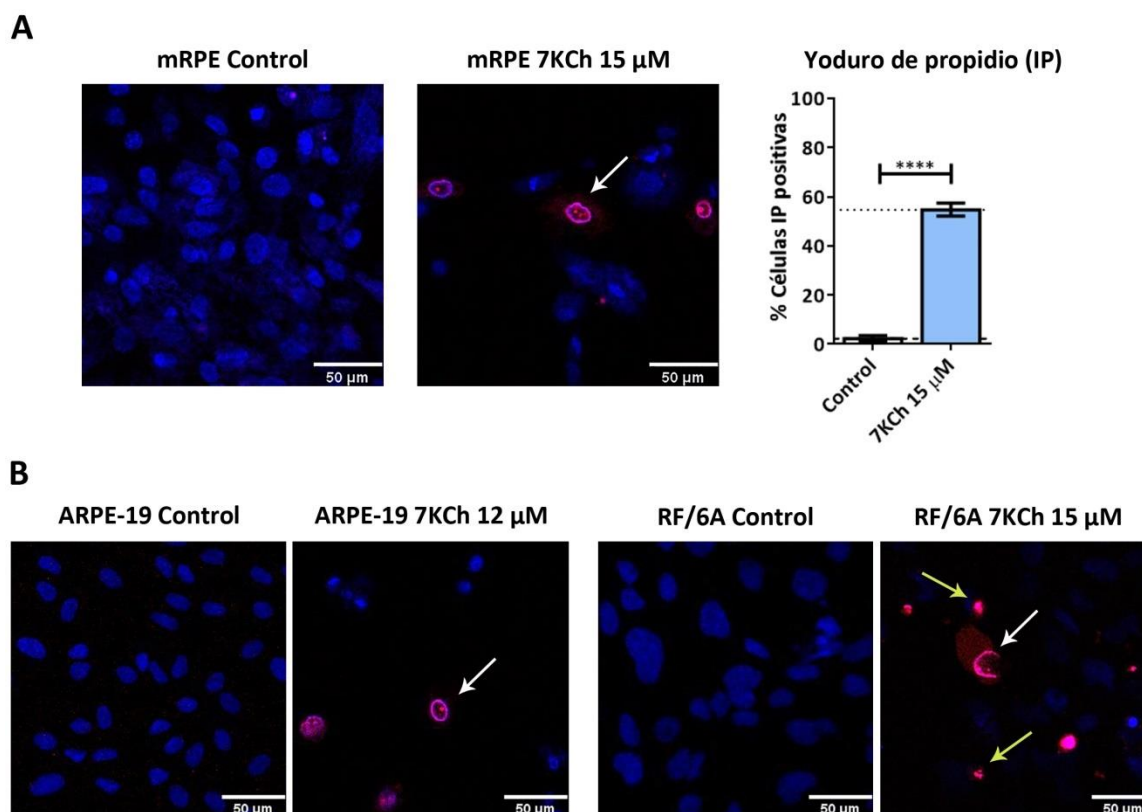 A
mRPE Control
mRPE 7KCh 15 µM
50 µm
50 µm
Yoduro de propidio (IP)
% Células IP positivas
100
80
60
40
20
0
****
Control
7KCh 15 µM
B
ARPE-19 Control
ARPE-19 7KCh 12 µM
RF/6A Control
RF/6A 7KCh 15 µM
50 µm
50 µm
50 µm
50 µm